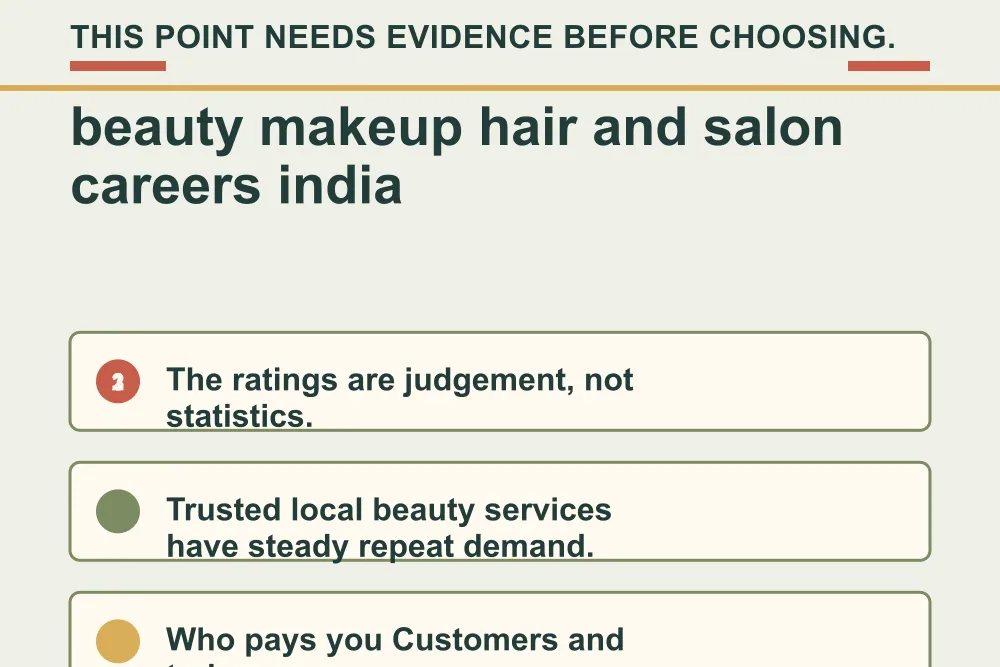 THIS POINT NEEDS EVIDENCE BEFORE CHOOSING.
beauty makeup hair and salon
careers india
The ratings are judgement, not
statistics.
Trusted local beauty services
have steady repeat demand.
Who pays you Customers and